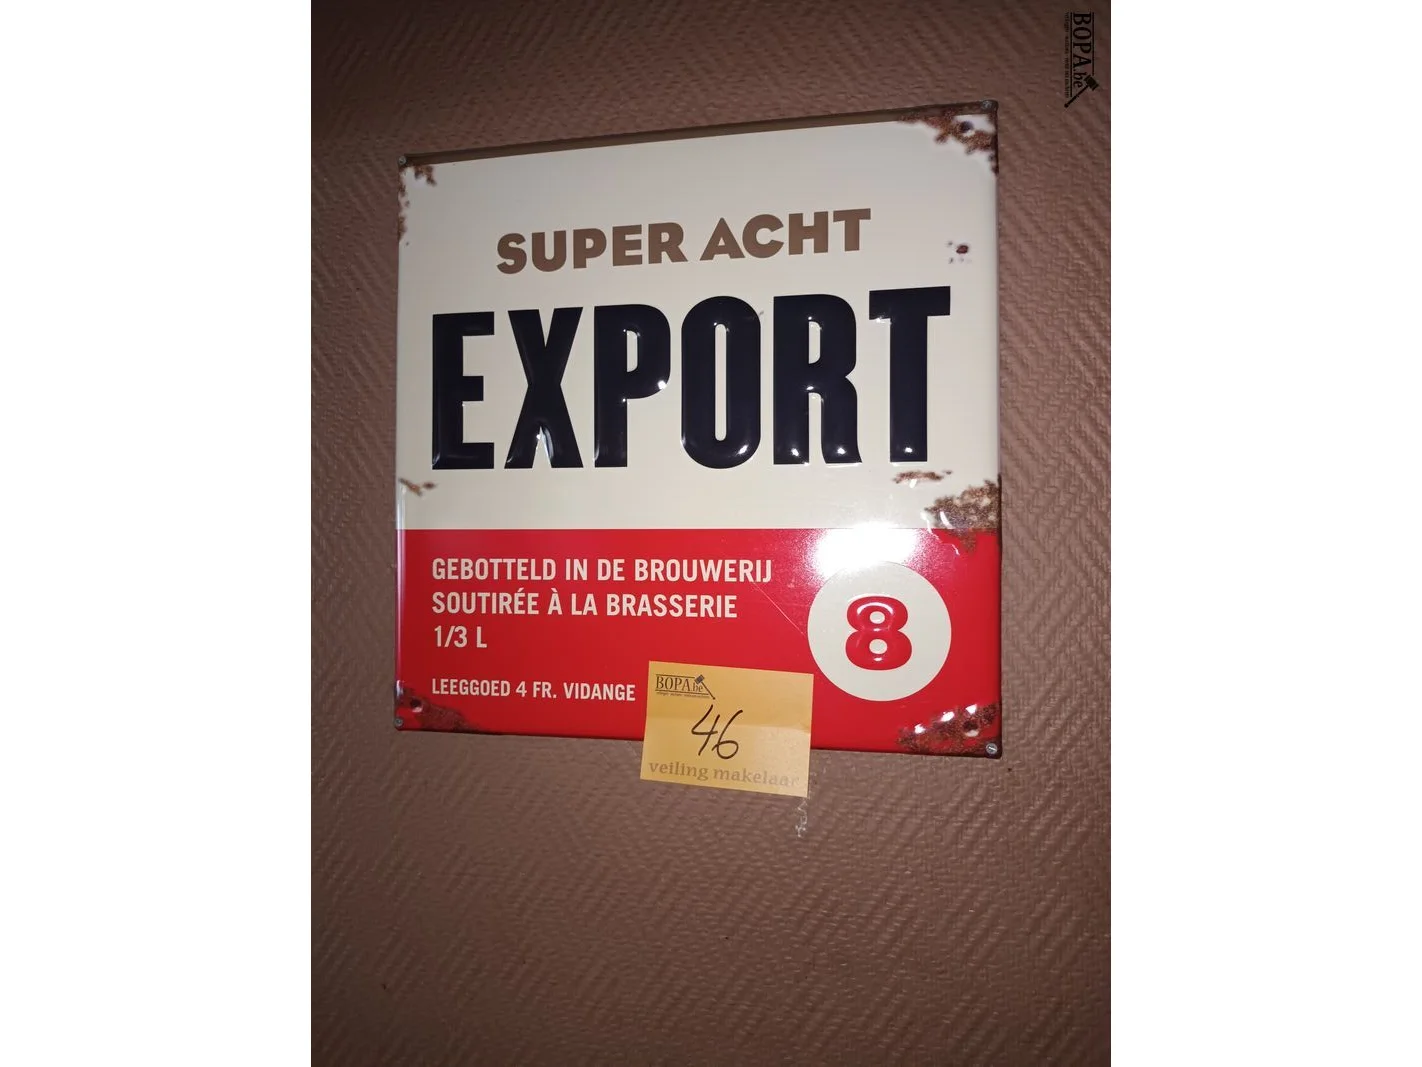 BOPA.be
SUPER ACHT
EXPORT
GEBOTTELD IN DE BROUWERIJ
SOUTIRÉE À LA BRASSERIE
1/3 L
LEEGGOED 4 FR. VIDANGE
8
BOPA.be
46
veiling makelaar